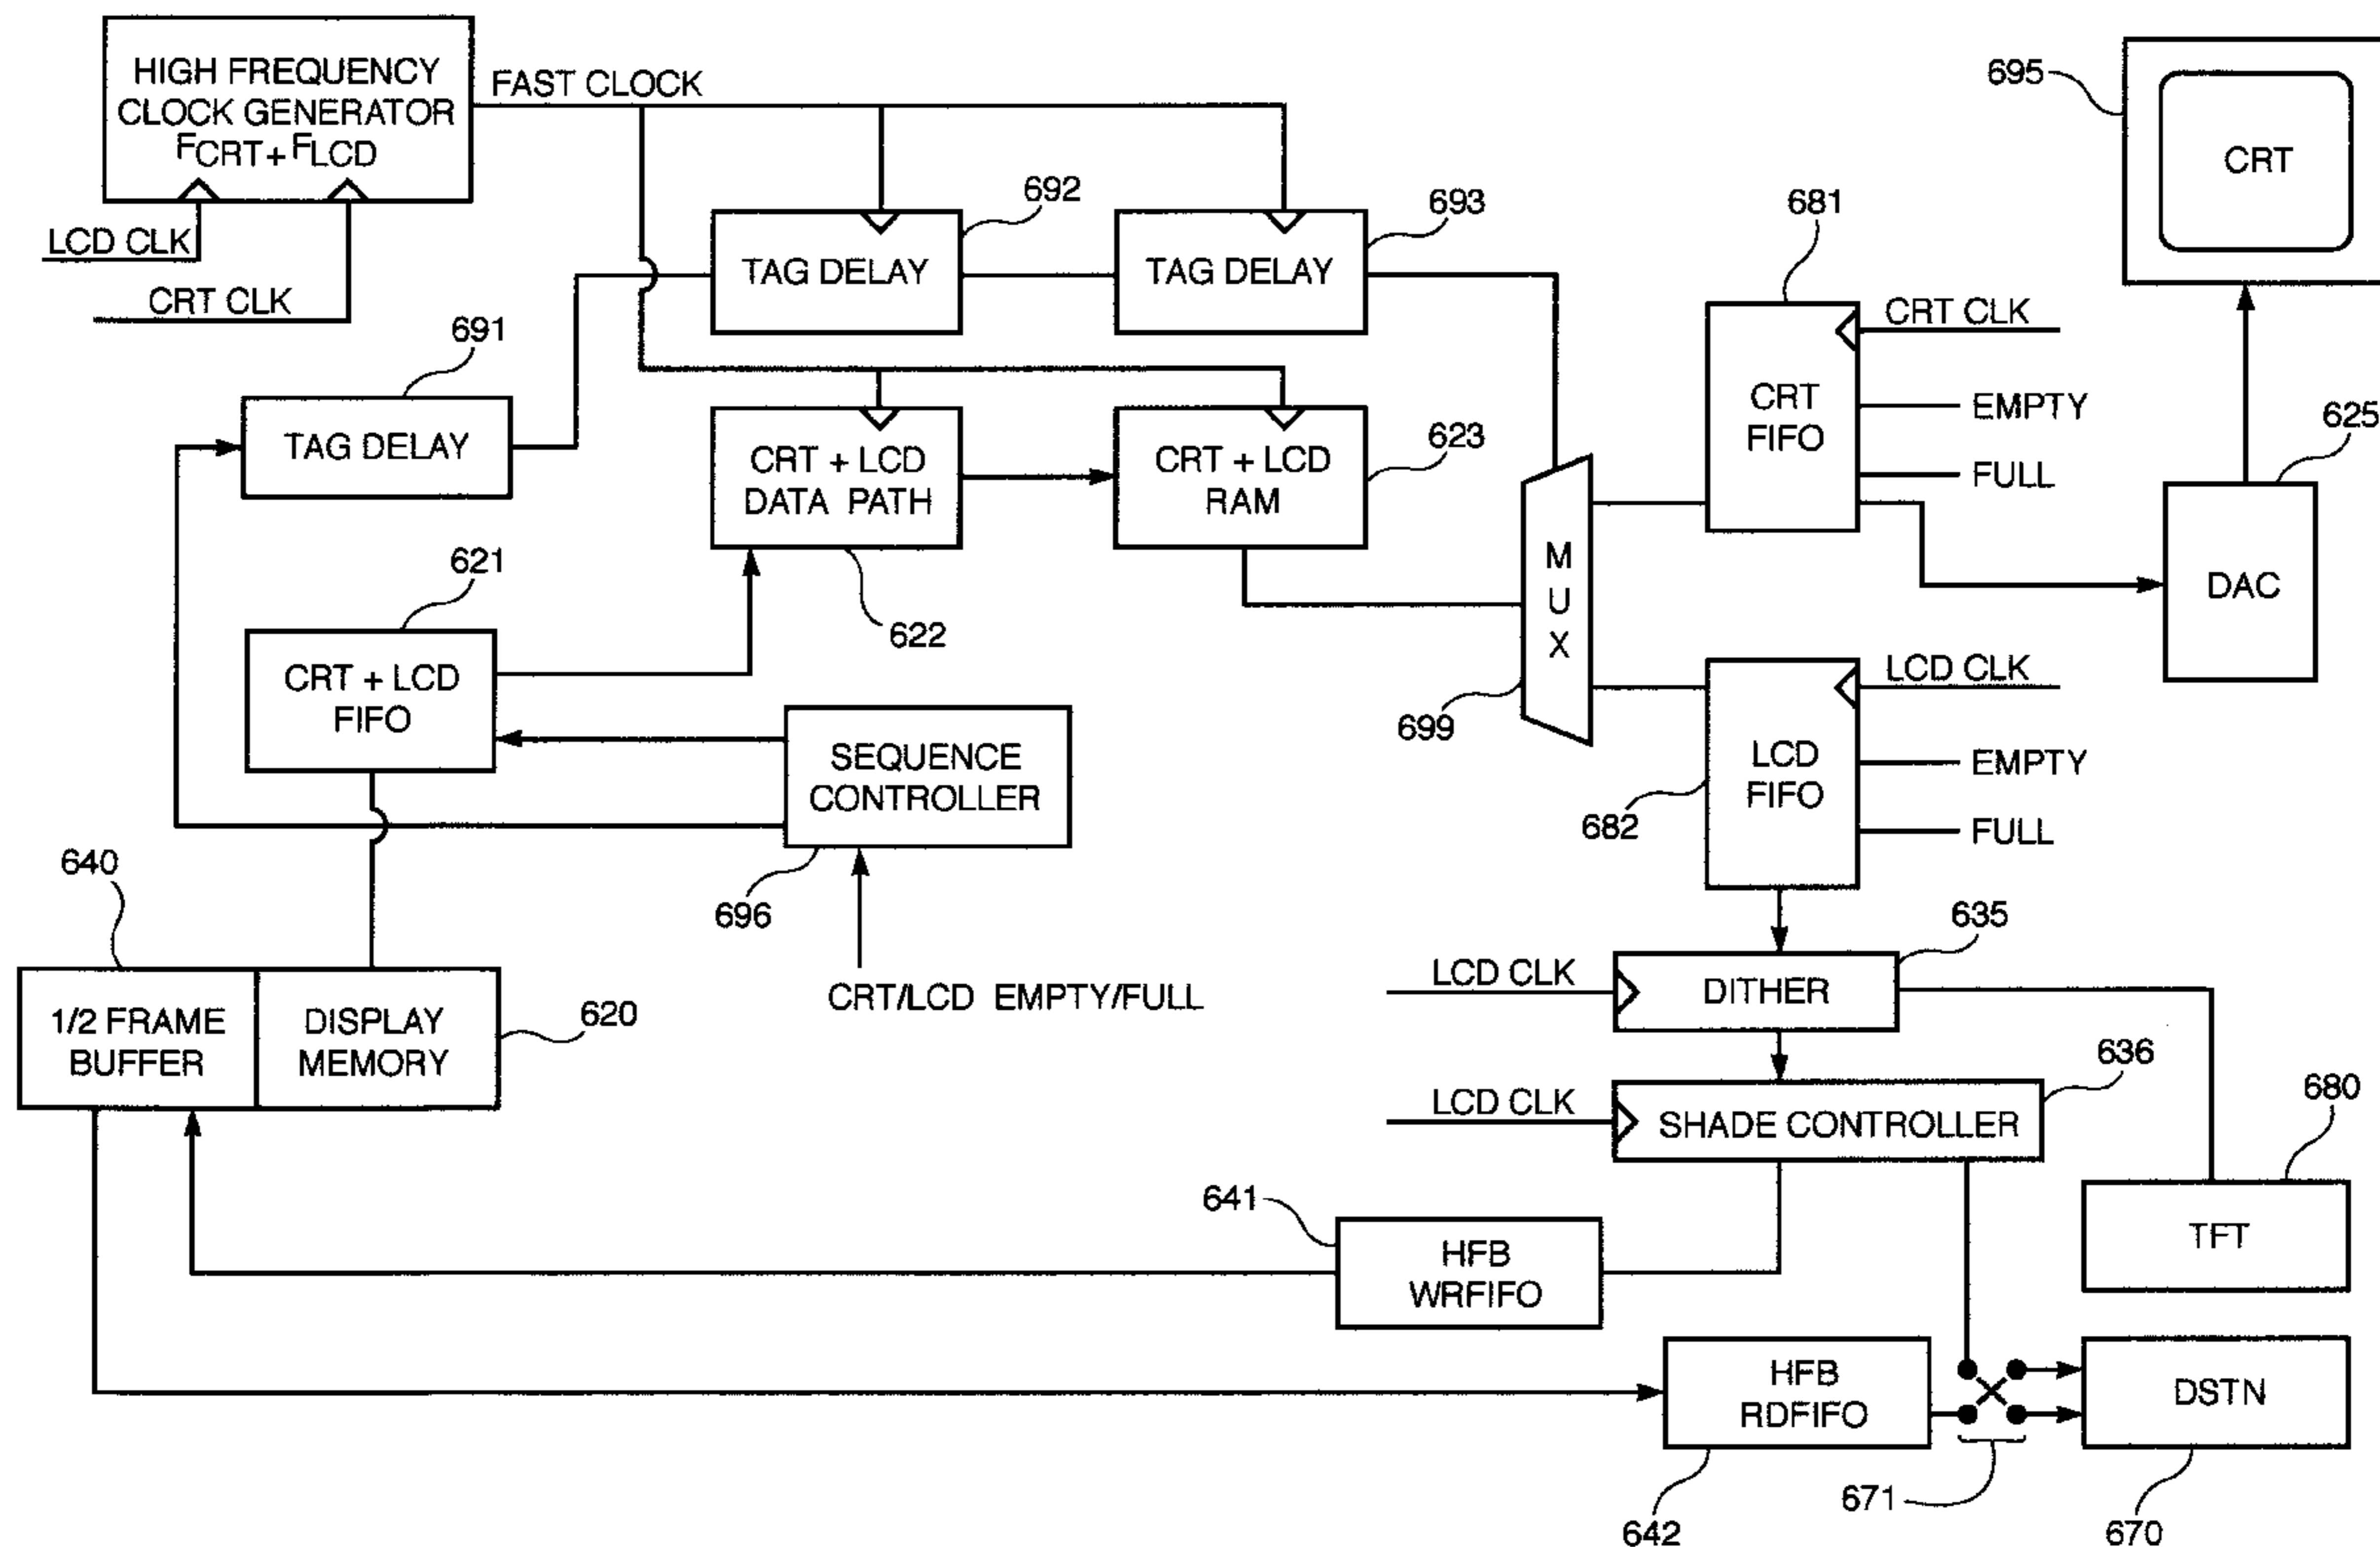 HIGH FREQUENCY
CLOCK GENERATOR
FCRT + FLCD
FAST CLOCK
LCD CLK
CRT CLK
695
CRT
692
TAG DELAY
693
TAG DELAY
691
TAG DELAY
681
CRT
FIFO
CRT CLK
EMPTY
FULL
625
DAC
CRT + LCD
DATA PATH
622
623
CRT + LCD
RAM
MUX
699
621
CRT + LCD
FIFO
SEQUENCE
CONTROLLER
696
CRT/LCD EMPTY/FULL
LCD CLK
LCD
FIFO
EMPTY
FULL
682
640
1/2 FRAME
BUFFER
DISPLAY
MEMORY
620
635
LCD CLK
DITHER
636
LCD CLK
SHADE CONTROLLER
680
TFT
641
HFB
WRFIFO
HFB
RDFIFO
642
671
DSTN
670